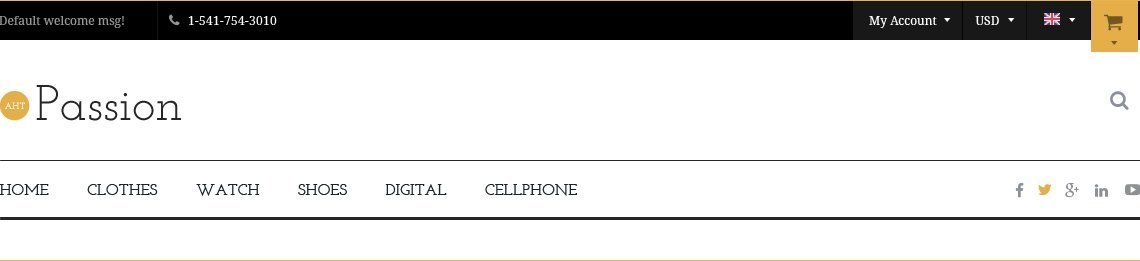 Default welcome msg! 1-541-754-3010 My Account USD
AHT Passion
HOME CLOTHES WATCH SHOES DIGITAL CELLPHONE